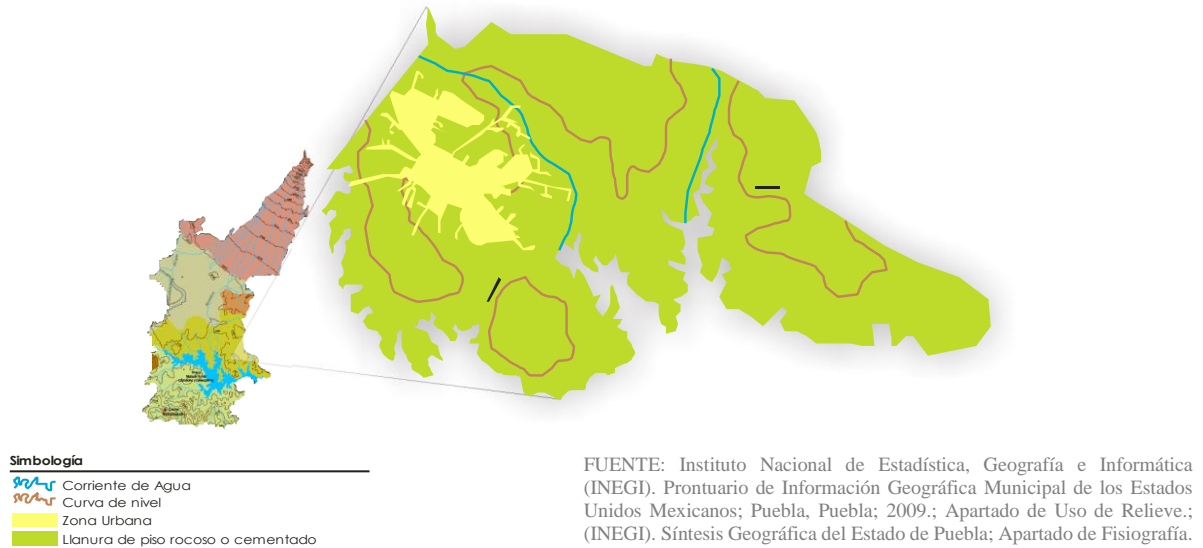 Simbología
Corriente de Agua
Curva de nivel
Zona Urbana
Llanura de piso rocoso o cementado
FUENTE: Instituto Nacional de Estadística, Geografía e Informática
(INEGI). Prontuario de Información Geográfica Municipal de los Estados
Unidos Mexicanos; Puebla, Puebla; 2009.; Apartado de Uso de Relieve.;
(INEGI). Síntesis Geográfica del Estado de Puebla; Apartado de Fisiografía.